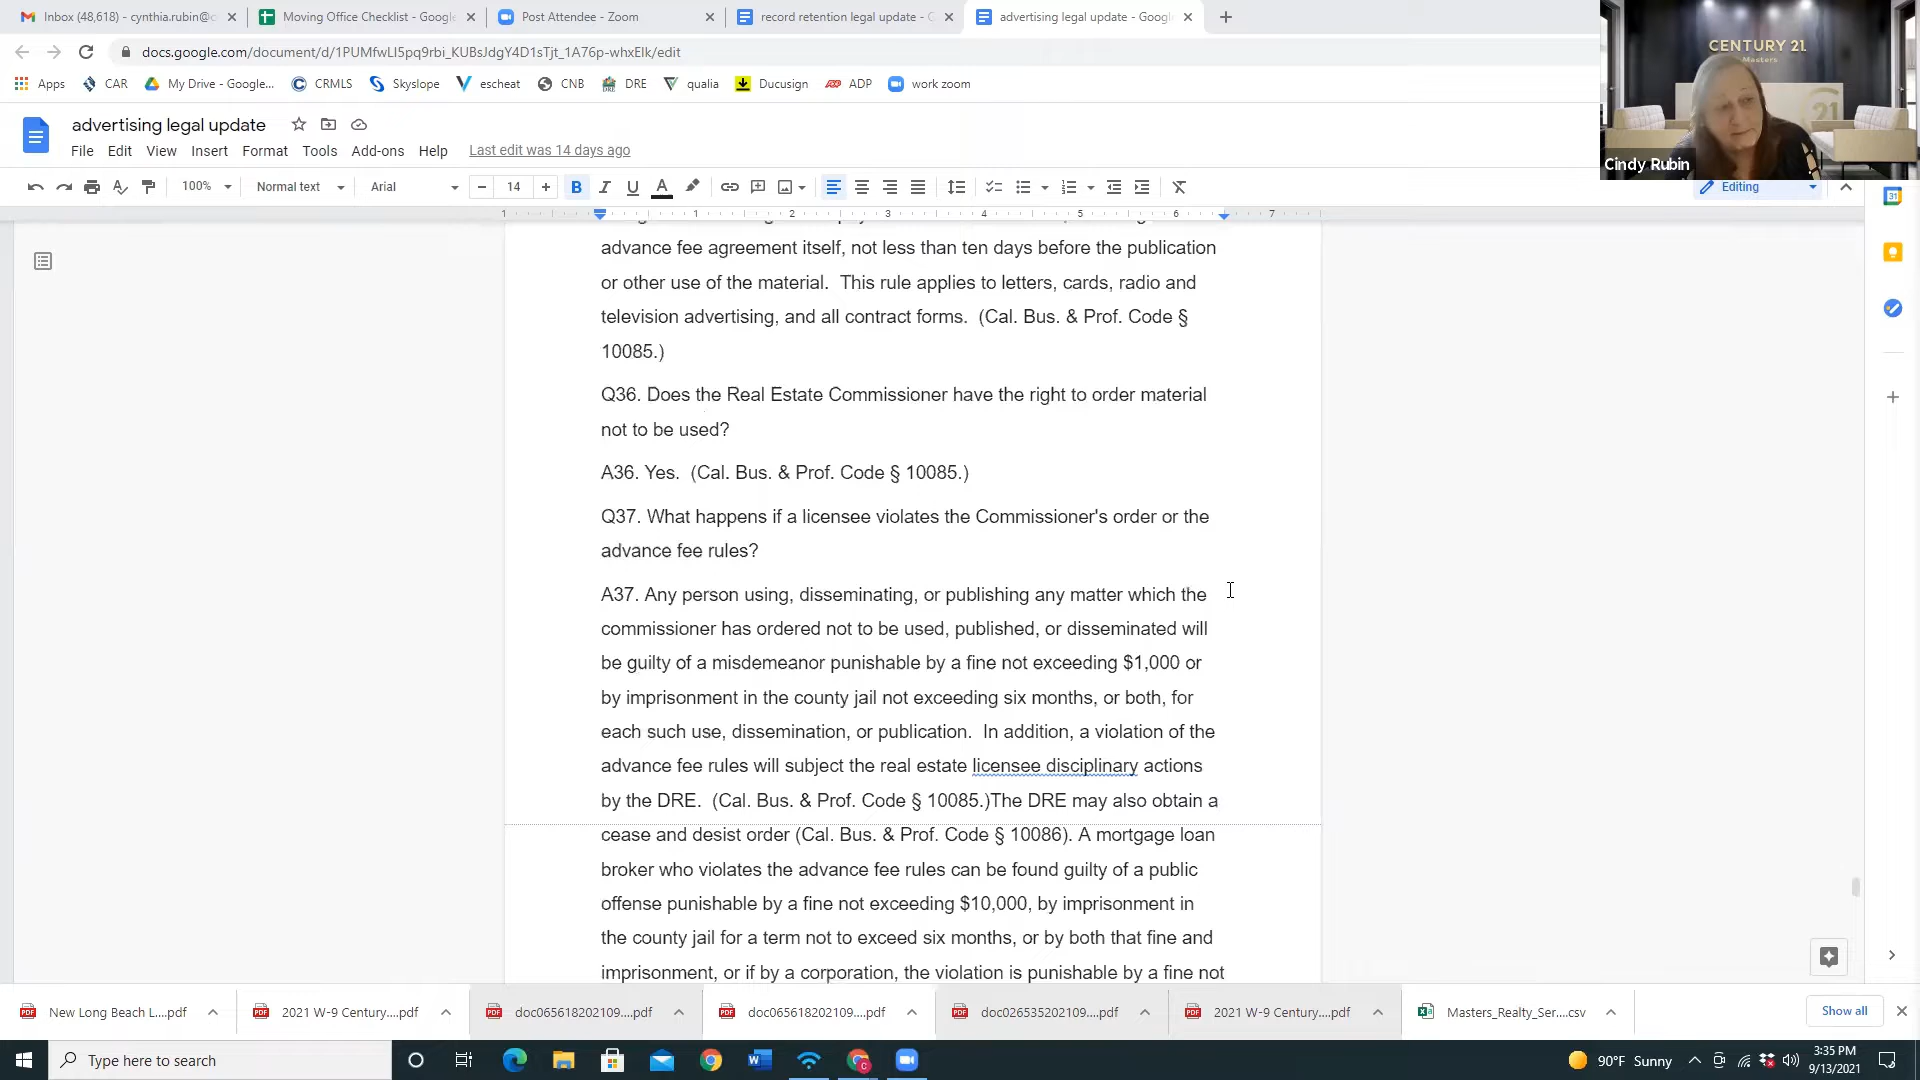 Inbox (48,618) - cynthia.rubin@c
Moving Office Checklist - Google
Post Attendee - Zoom
record retention legal update - G
advertising legal update - Goog
docs.google.com/document/d/1PUMfwLI5pq9rbi_KUBsJdgY4D1sTjt_1A76p-whxElk/edit
Apps CAR My Drive - Google... CRMLS Skyslope escheat CNB DRE qualia Ducusign ADP work zoom
CENTURY 21.
Masters
21
Cindy Rubin
advertising legal update
File Edit View Insert Format Tools Add-ons Help Last edit was 14 days ago
100% Normal text Arial 14 B I U A Editing
1 1 2 3 4 5 6 7
advance fee agreement itself, not less than ten days before the publication
or other use of the material.  This rule applies to letters, cards, radio and
television advertising, and all contract forms.  (Cal. Bus. & Prof. Code §
10085.)
Q36. Does the Real Estate Commissioner have the right to order material
not to be used?
A36. Yes.  (Cal. Bus. & Prof. Code § 10085.)
Q37. What happens if a licensee violates the Commissioner's order or the
advance fee rules?
A37. Any person using, disseminating, or publishing any matter which the
commissioner has ordered not to be used, published, or disseminated will
be guilty of a misdemeanor punishable by a fine not exceeding $1,000 or
by imprisonment in the county jail not exceeding six months, or both, for
each such use, dissemination, or publication.  In addition, a violation of the
advance fee rules will subject the real estate licensee disciplinary actions
by the DRE.  (Cal. Bus. & Prof. Code § 10085.)The DRE may also obtain a
cease and desist order (Cal. Bus. & Prof. Code § 10086). A mortgage loan
broker who violates the advance fee rules can be found guilty of a public
offense punishable by a fine not exceeding $10,000, by imprisonment in
the county jail for a term not to exceed six months, or by both that fine and
imprisonment, or if by a corporation, the violation is punishable by a fine not
New Long Beach L....pdf
2021 W-9 Century....pdf
doc065618202109....pdf
doc065618202109....pdf
doc026535202109....pdf
2021 W-9 Century....pdf
Masters_Realty_Ser....csv
Show all
Type here to search
90°F Sunny
3:35 PM
9/13/2021